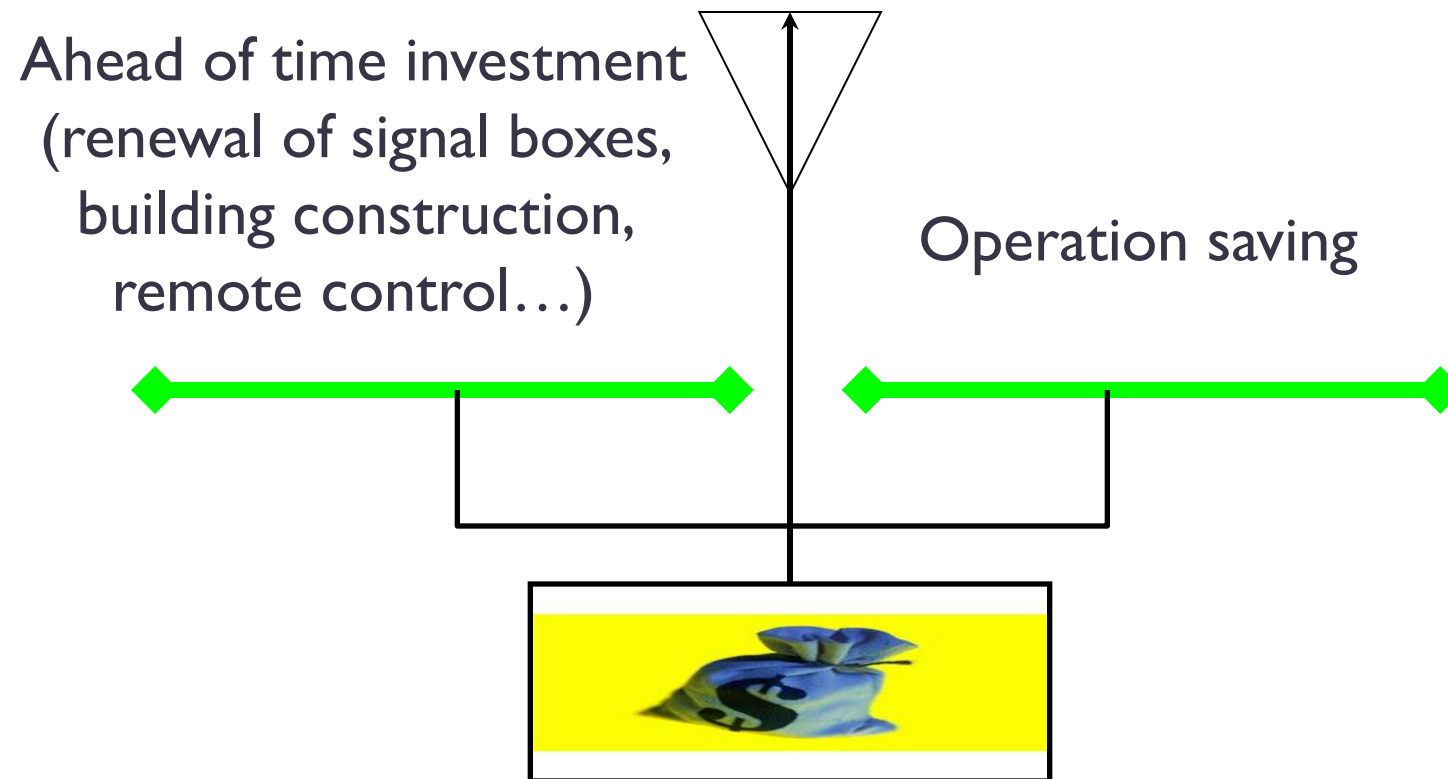 Ahead of time investment
(renewal of signal boxes,
building construction,
remote control…)
Operation saving
$